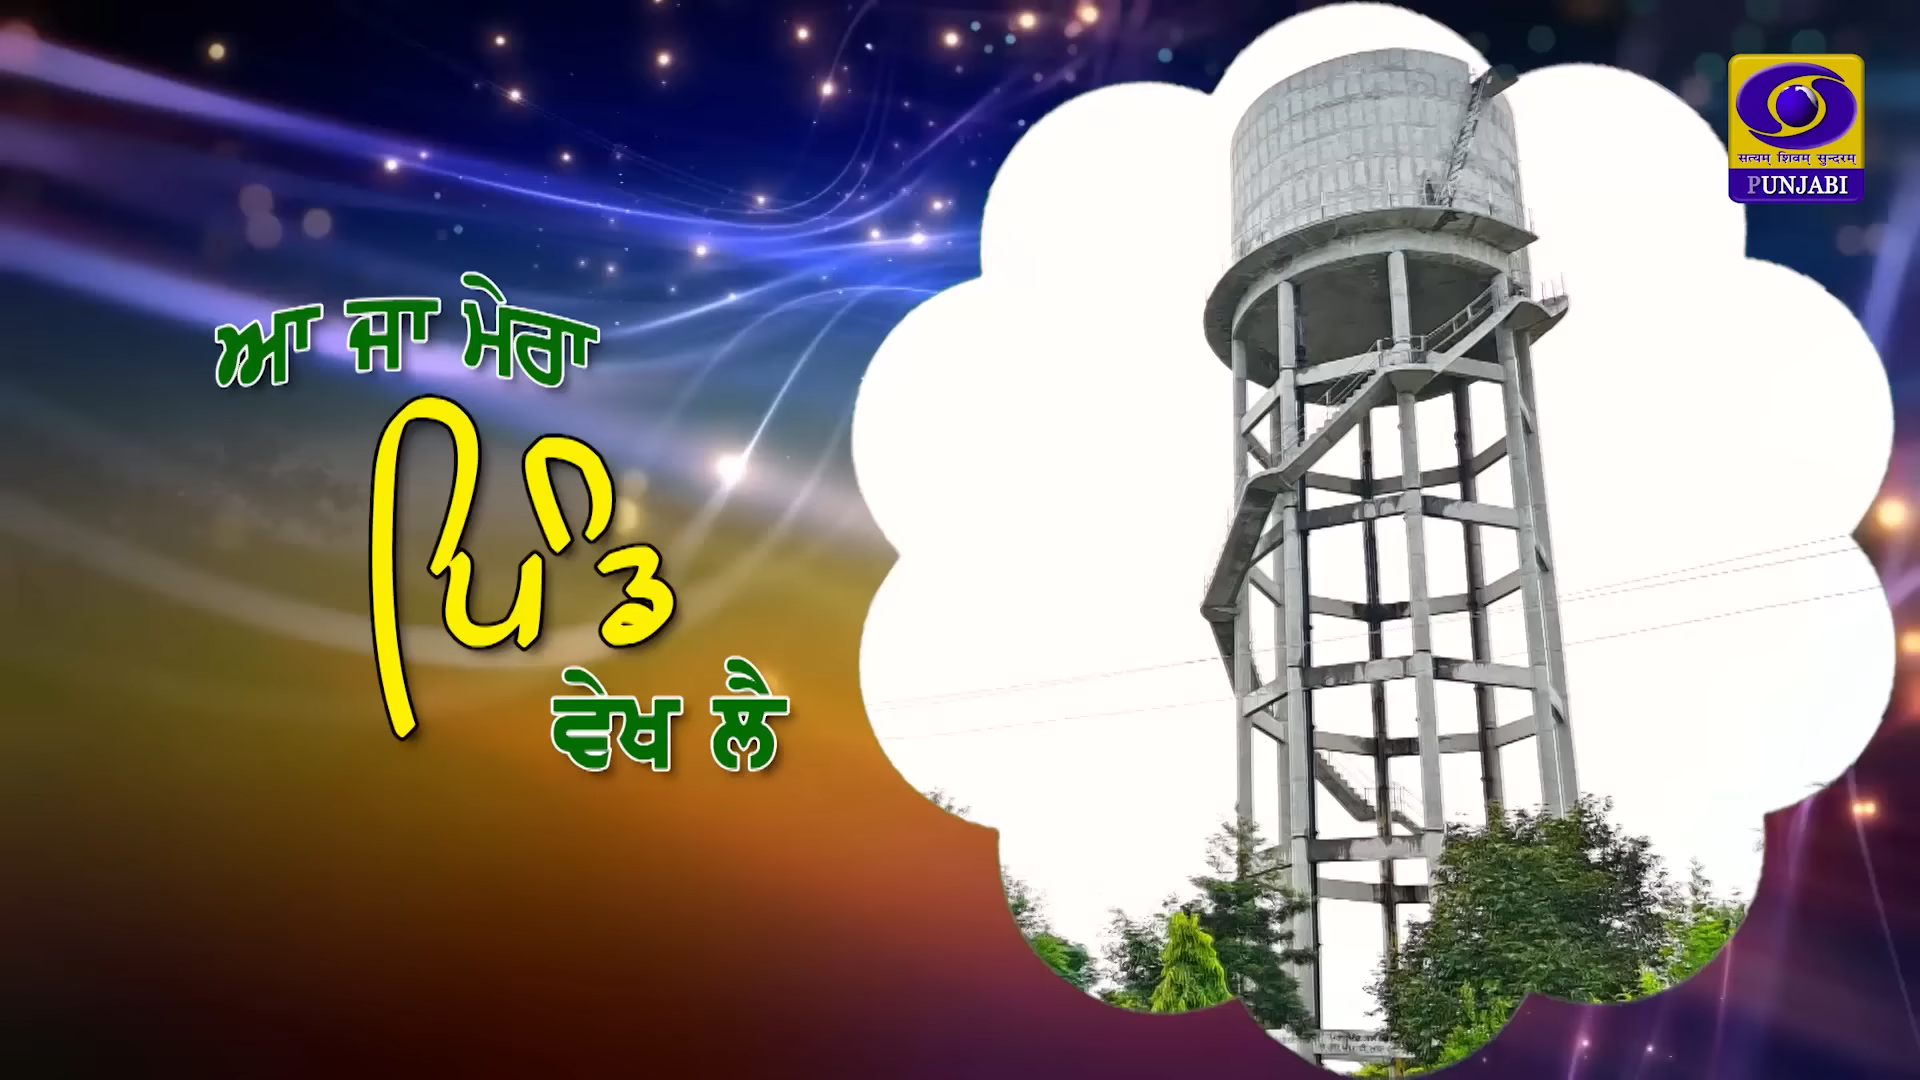 ਆ ਜਾ ਮੇਰਾ
ਪਿੰਡ
ਵੇਖ ਲੈ
सत्यम् शिवम् सुन्दरम्
PUNJABI